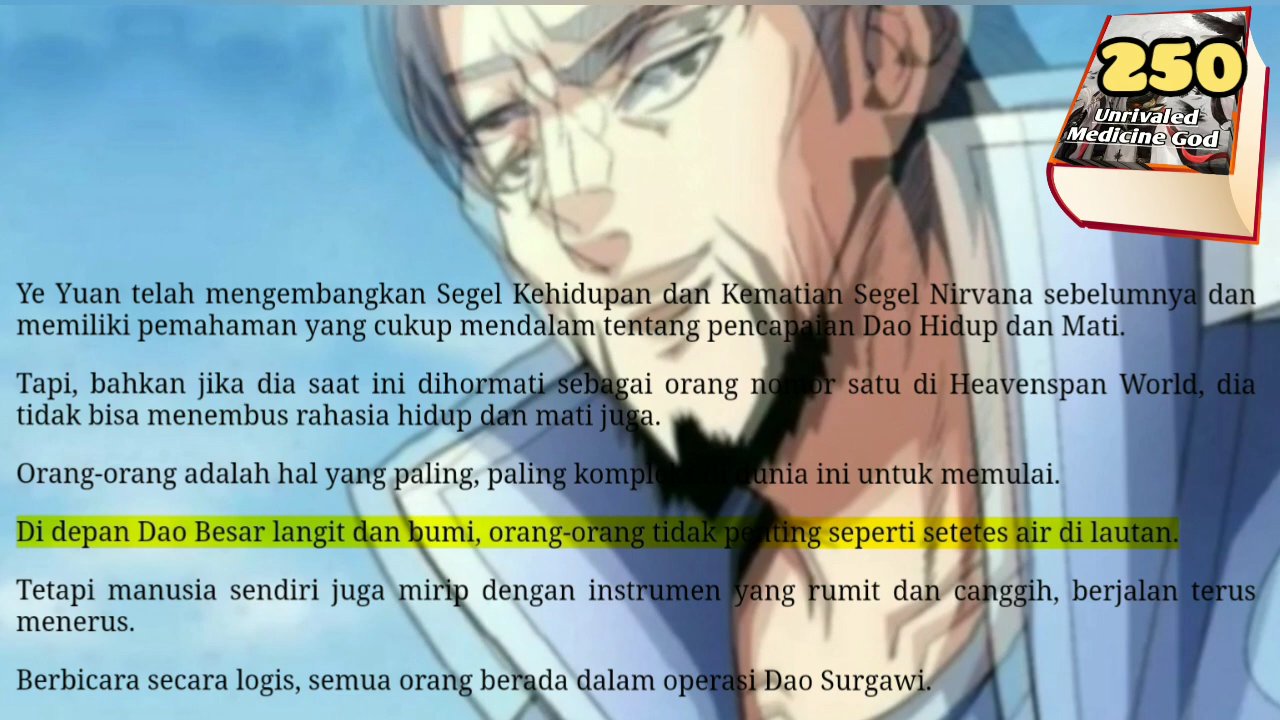 250
Unrivaled
Medicine God
Ye Yuan telah mengembangkan Segel Kehidupan dan Kematian Segel Nirvana sebelumnya dan
memiliki pemahaman yang cukup mendalam tentang pencapaian Dao Hidup dan Mati.
Tapi, bahkan jika dia saat ini dihormati sebagai orang nomor satu di Heavenspan World, dia
tidak bisa menembus rahasia hidup dan mati juga.
Orang-orang adalah hal yang paling, paling kompleks di dunia ini untuk memulai.
Di depan Dao Besar langit dan bumi, orang-orang tidak penting seperti setetes air di lautan.
Tetapi manusia sendiri juga mirip dengan instrumen yang rumit dan canggih, berjalan terus
menerus.
Berbicara secara logis, semua orang berada dalam operasi Dao Surgawi.